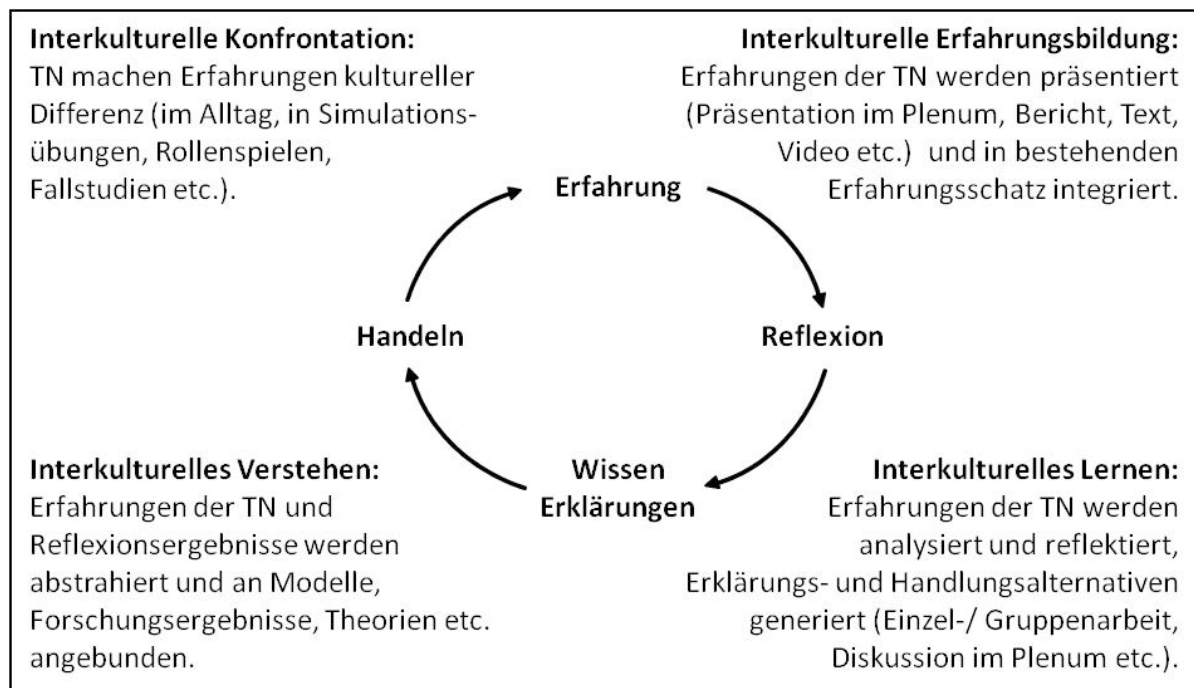 Interkulturelle Konfrontation:
TN machen Erfahrungen kultureller
Differenz (im Alltag, in Simulations-
übungen, Rollenspielen,
Fallstudien etc.).
Interkulturelle Erfahrungsbildung:
Erfahrungen der TN werden präsentiert
(Präsentation im Plenum, Bericht, Text,
Video etc.) und in bestehenden
Erfahrungsschatz integriert.
Erfahrung
Handeln
Reflexion
Wissen
Erklärungen
Interkulturelles Verstehen:
Erfahrungen der TN und
Reflexionsergebnisse werden
abstrahiert und an Modelle,
Forschungsergebnisse, Theorien etc.
angebunden.
Interkulturelles Lernen:
Erfahrungen der TN werden
analysiert und reflektiert,
Erklärungs- und Handlungsalternativen
generiert (Einzel-/ Gruppenarbeit,
Diskussion im Plenum etc.).